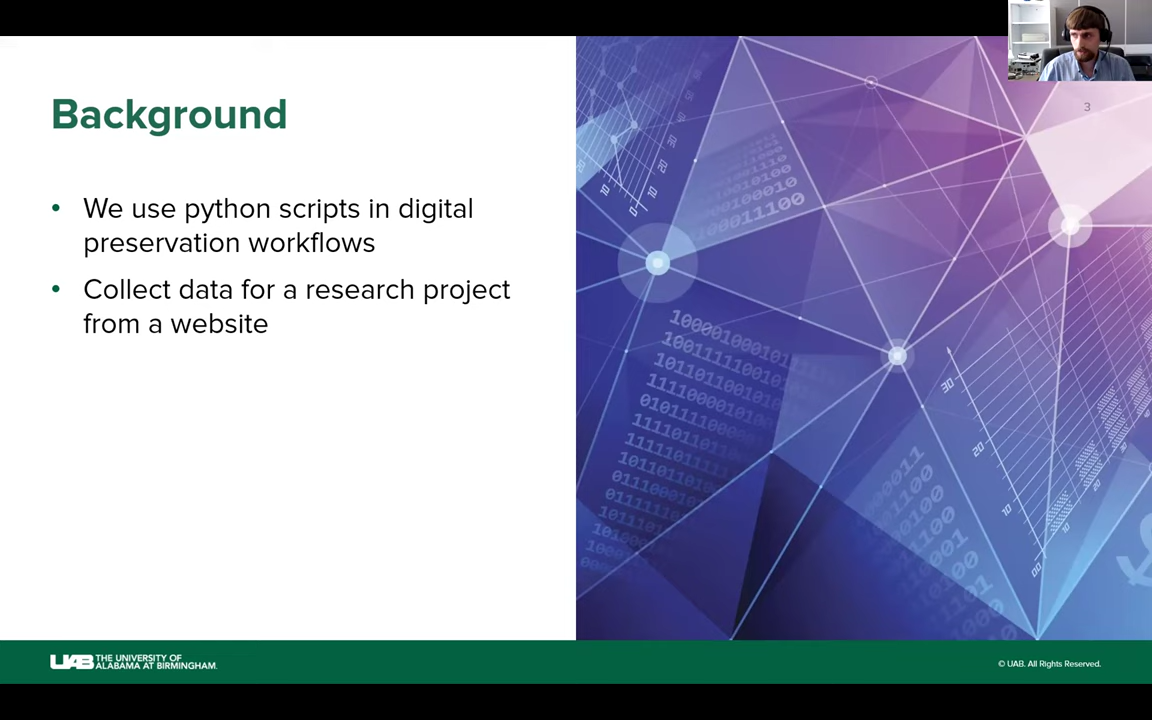 Background
3
• We use python scripts in digital
preservation workflows
• Collect data for a research project
from a website
UAB THE UNIVERSITY OF
ALABAMA AT BIRMINGHAM.
© UAB. All Rights Reserved.